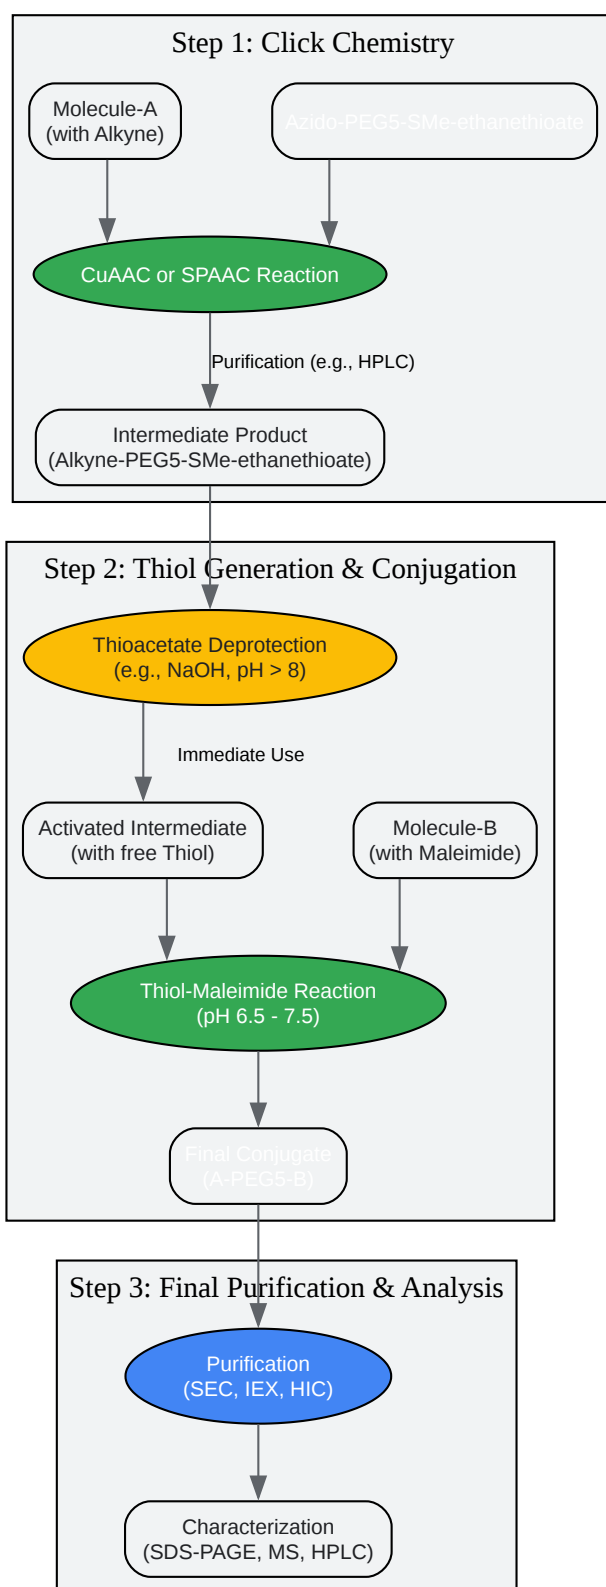 Step 1: Click Chemistry
Molecule-A
(with Alkyne)
Azido-PEG5-SMe-ethanethioate
CuAAC or SPAAC Reaction
Purification (e.g., HPLC)
Intermediate Product
(Alkyne-PEG5-SMe-ethanethioate)
Step 2: Thiol Generation & Conjugation
Thioacetate Deprotection
(e.g., NaOH, pH > 8)
Immediate Use
Activated Intermediate
(with free Thiol)
Molecule-B
(with Maleimide)
Thiol-Maleimide Reaction
(pH 6.5 - 7.5)
Final Conjugate
(A-PEG5-B)
Step 3: Final Purification & Analysis
Purification
(SEC, IEX, HIC)
Characterization
(SDS-PAGE, MS, HPLC)